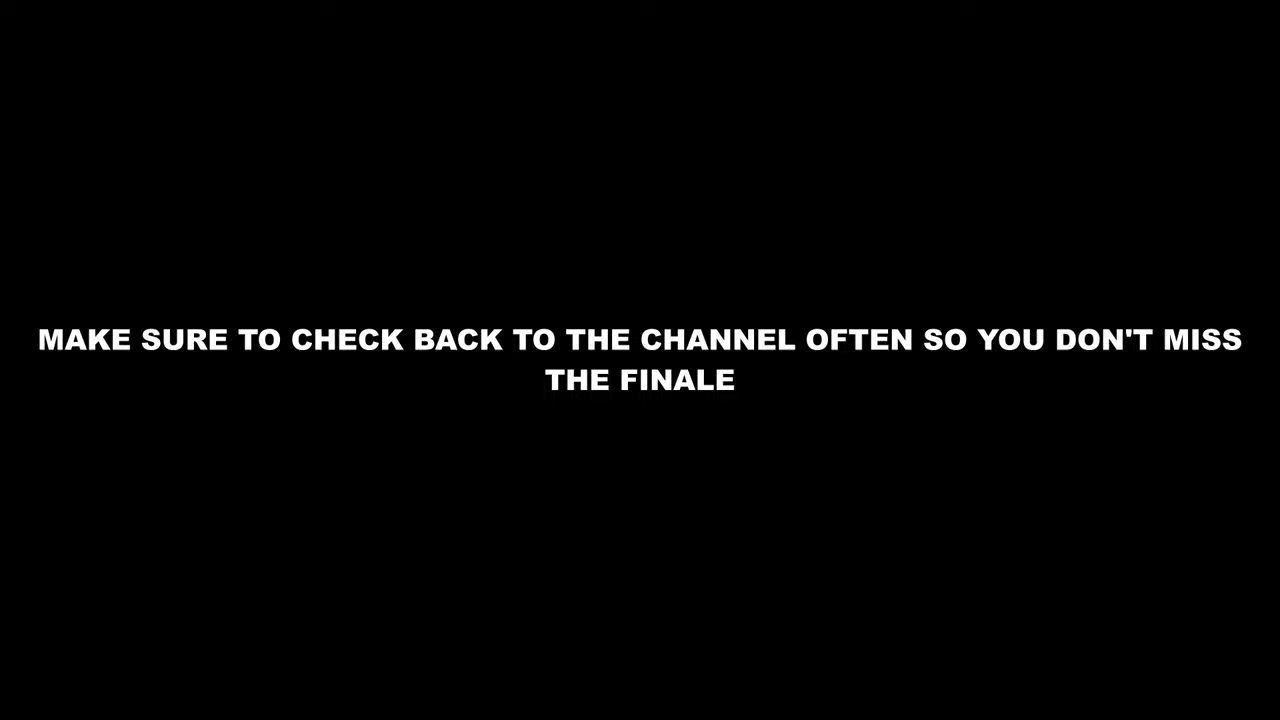 MAKE SURE TO CHECK BACK TO THE CHANNEL OFTEN SO YOU DON'T MISS
THE FINALE